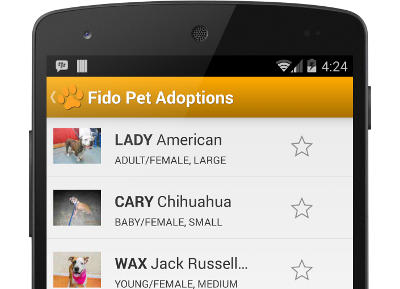 4:24
Fido Pet Adoptions
LADY American
ADULT/FEMALE, LARGE
CARY Chihuahua
BABY/FEMALE, SMALL
WAX Jack Russell...
YOUNG/FEMALE, MEDIUM